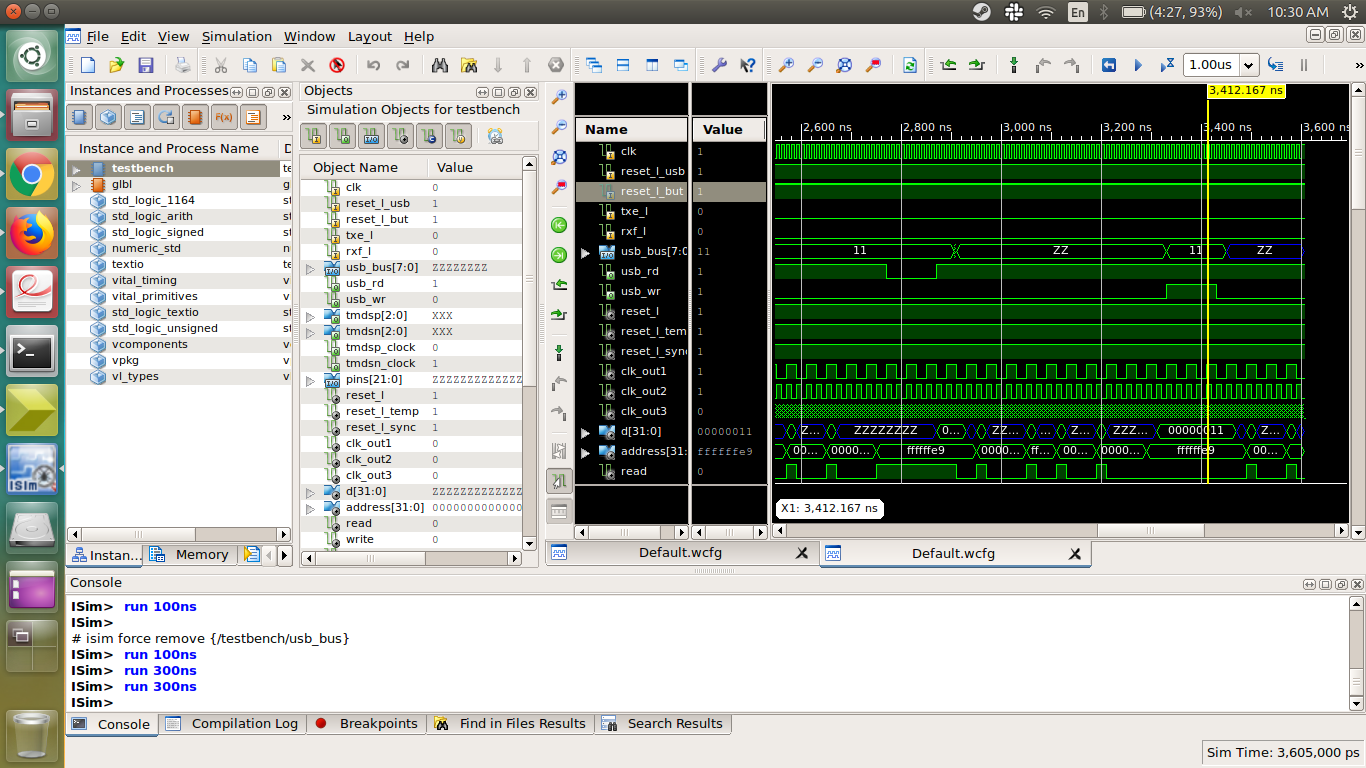 En (4:27, 93%) 10:30 AM
File Edit View Simulation Window Layout Help
1.00us
Instances and Processes
Instance and Process Name
testbench
glbl
std_logic_1164
std_logic_arith
std_logic_signed
numeric_std
textio
vital_timing
vital_primitives
std_logic_textio
std_logic_unsigned
vcomponents
vpkg
vl_types
Instan... Memory
Objects
Simulation Objects for testbench
Object Name Value
clk 0
reset_l_usb 1
reset_l_but 1
txe_l 0
rxf_l 0
usb_bus[7:0] ZZZZZZZZ
usb_rd 1
usb_wr 0
tmdsp[2:0] XXX
tmdsn[2:0] XXX
tmdsp_clock 0
tmdsn_clock 1
pins[21:0] ZZZZZZZZZZZZZ
reset_l 1
reset_l_temp 1
reset_l_sync 1
clk_out1 0
clk_out2 0
clk_out3 0
d[31:0] ZZZZZZZZZZZZZ
address[31:0] 0000000000000
read 0
write 0
Name Value
clk 1
reset_l_usb 1
reset_l_but 1
txe_l 0
rxf_l 0
usb_bus[7:0 11
usb_rd 1
usb_wr 1
reset_l 1
reset_l_tem 1
reset_l_sync 1
clk_out1 1
clk_out2 1
clk_out3 0
d[31:0] 00000011
address[31: ffffffe9
read 0
3,412.167 ns
2,600 ns 2,800 ns 3,000 ns 3,200 ns 3,400 ns 3,600 ns
11 ZZ 11 ZZ
Z... ZZZZZZZZ 0... ZZ... ... Z... ZZZ... 00000011 Z...
00... 0000... ffffffe9 0000... ff... 00... 0000... ffffffe9 00...
X1: 3,412.167 ns
Default.wcfg Default.wcfg
Console
ISim> run 100ns
ISim>
# isim force remove {/testbench/usb_bus}
ISim> run 100ns
ISim> run 300ns
ISim> run 300ns
ISim>
Console Compilation Log Breakpoints Find in Files Results Search Results
Sim Time: 3,605,000 ps